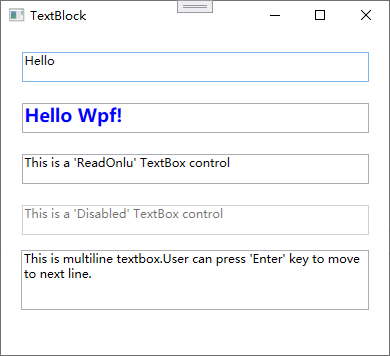 TextBlock
Hello
Hello Wpf!
This is a 'ReadOnlu' TextBox control
This is a 'Disabled' TextBox control
This is multiline textbox.User can press 'Enter' key to move
to next line.